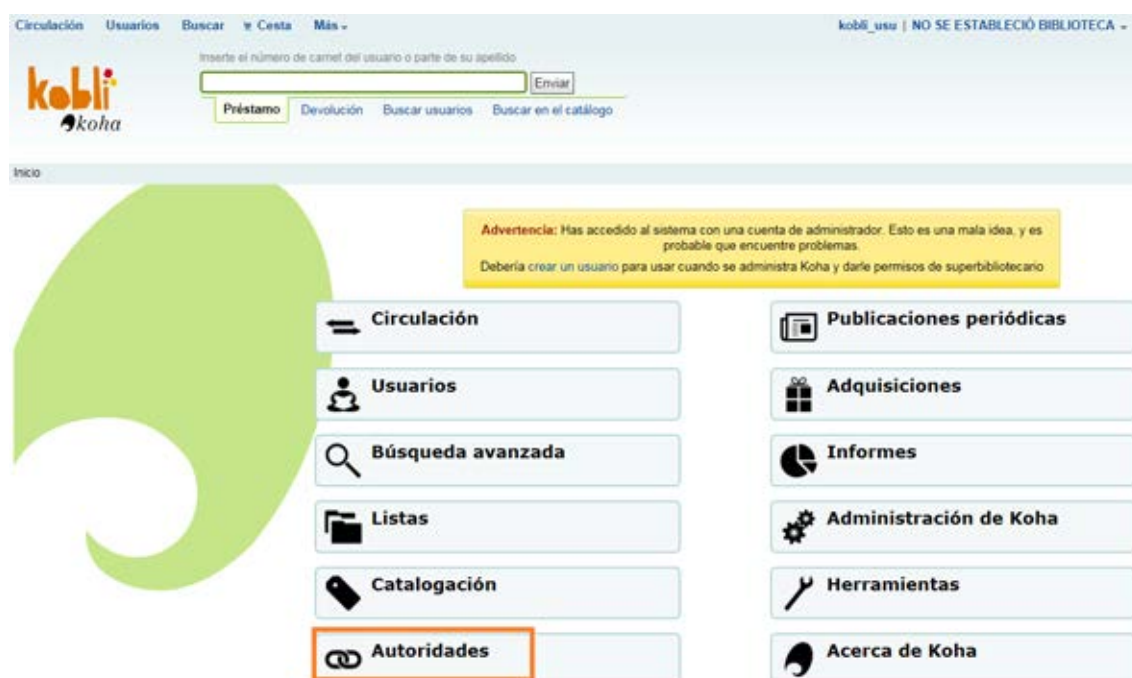 Circulación Usuarios Buscar Cesta Más
kobli_usu | NO SE ESTABLECIÓ BIBLIOTECA
Inserte el número de carnet del usuario o parte de su apellido
Enviar
kobli
koha
Préstamo Devolución Buscar usuarios Buscar en el catálogo
Inicio
Advertencia: Has accedido al sistema con una cuenta de administrador. Esto es una mala idea, y es
probable que encuentre problemas.
Debería crear un usuario para usar cuando se administra Koha y darle permisos de superbibliotecario
Circulación
Publicaciones periódicas
Usuarios
Adquisiciones
Búsqueda avanzada
Informes
Listas
Administración de Koha
Catalogación
Herramientas
Autoridades
Acerca de Koha